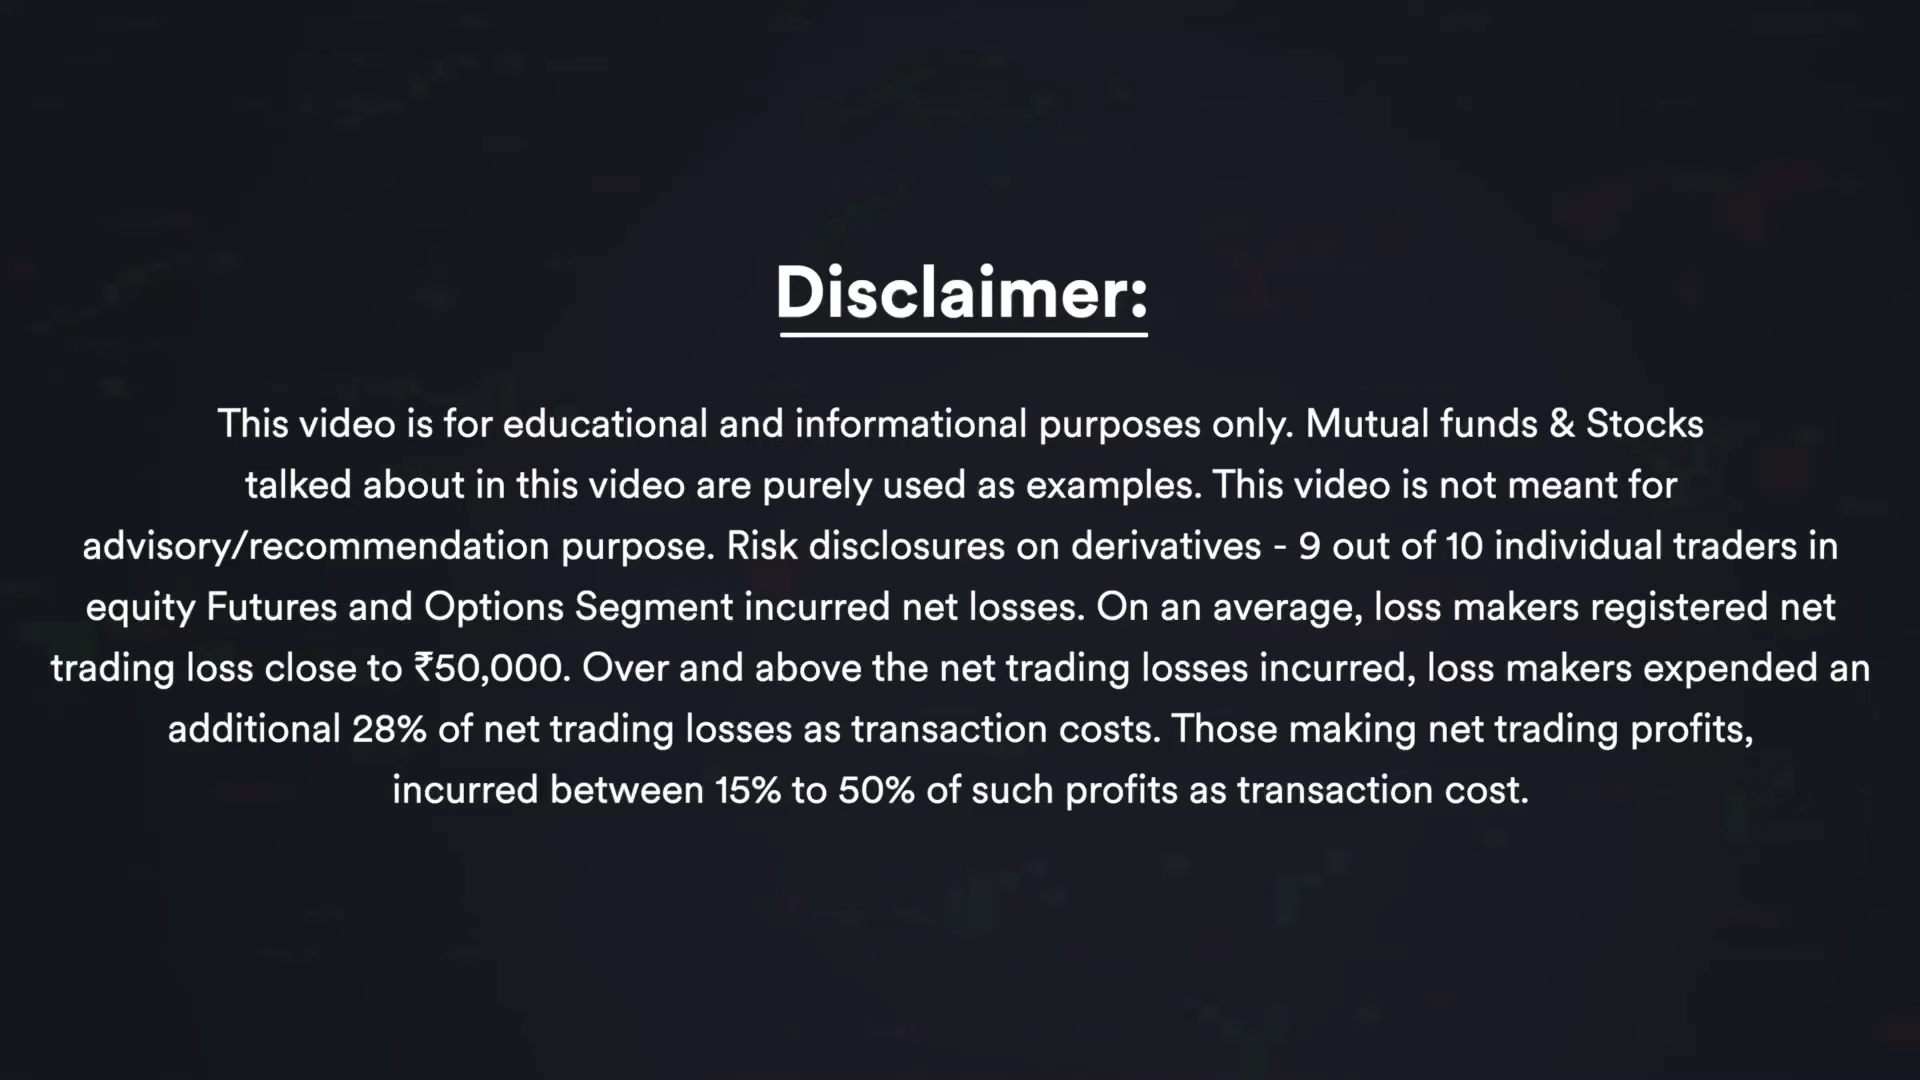 Disclaimer:
This video is for educational and informational purposes only. Mutual funds & Stocks
talked about in this video are purely used as examples. This video is not meant for
advisory/recommendation purpose. Risk disclosures on derivatives - 9 out of 10 individual traders in
equity Futures and Options Segment incurred net losses. On an average, loss makers registered net
trading loss close to ₹50,000. Over and above the net trading losses incurred, loss makers expended an
additional 28% of net trading losses as transaction costs. Those making net trading profits,
incurred between 15% to 50% of such profits as transaction cost.